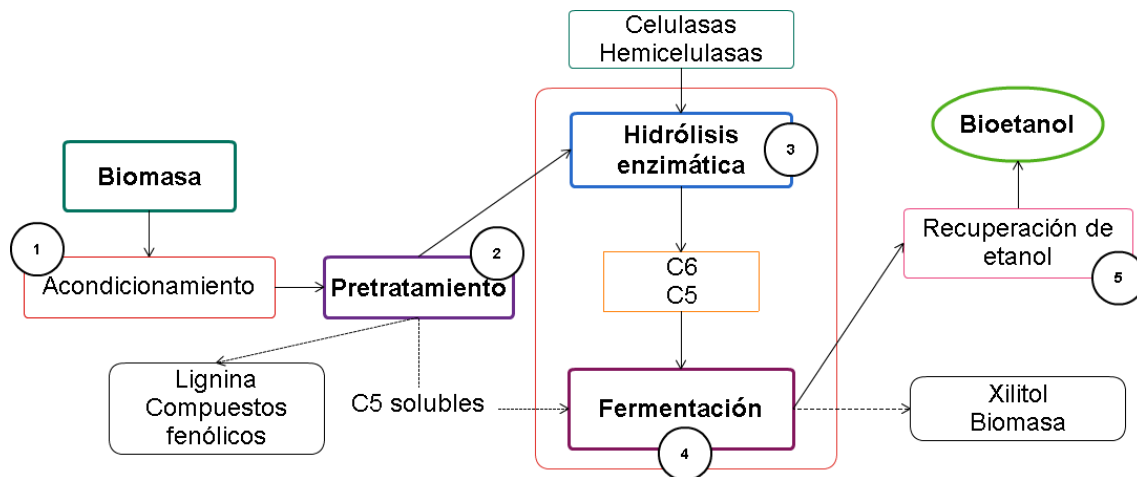 Celulasas
Hemicelulasas
Hidrólisis
enzimática
3
Bioetanol
Biomasa
1
Acondicionamiento
2
Pretratamiento
C6
C5
Recuperación de
etanol
5
Lignina
Compuestos
fenólicos
C5 solubles
Fermentación
4
Xilitol
Biomasa